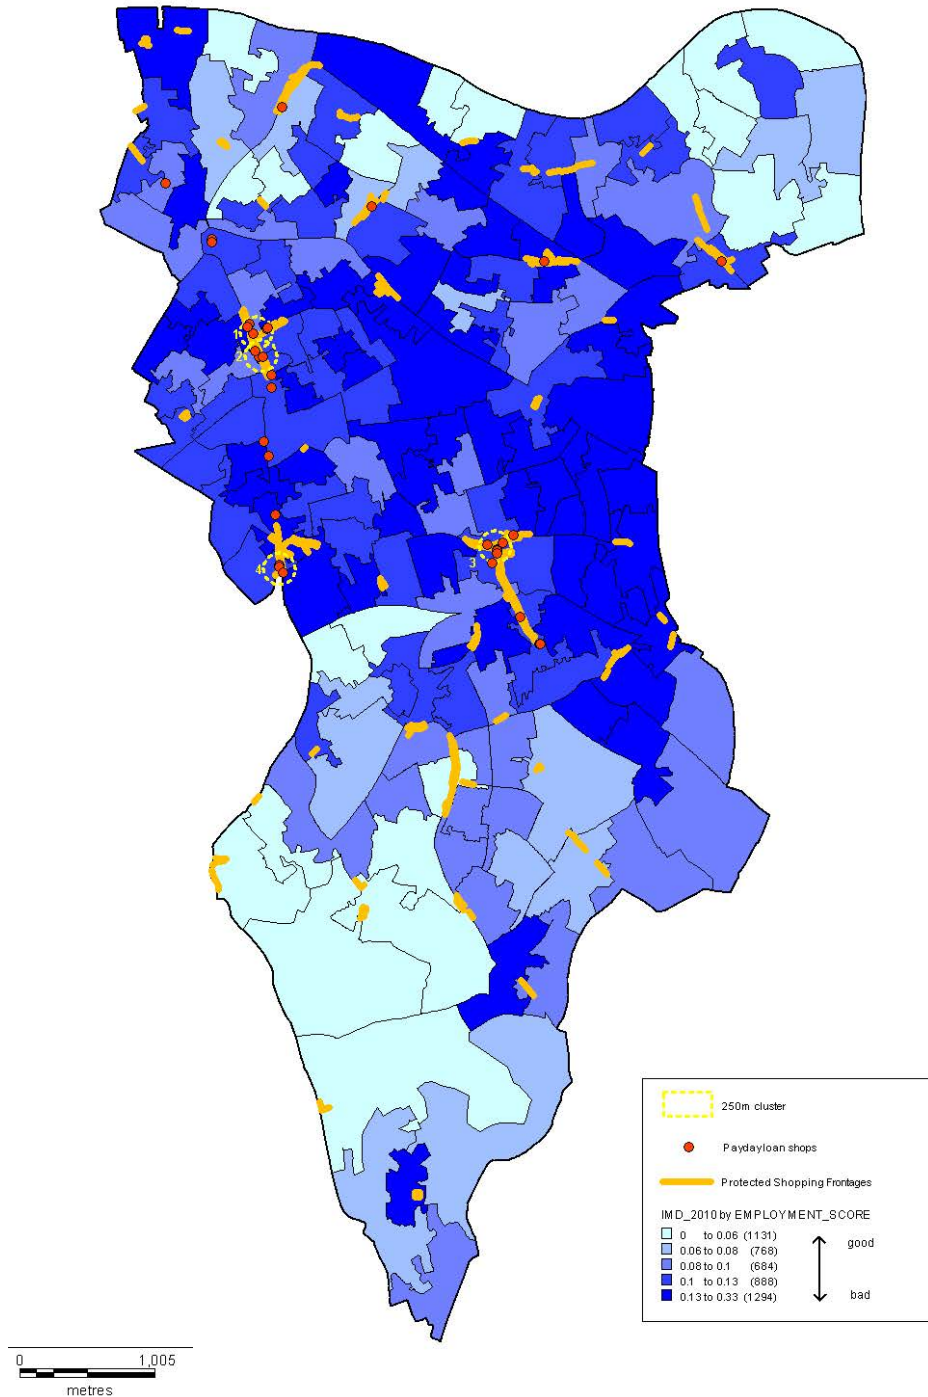 1
2
3
4
250m cluster
Paydayloan shops
Protected Shopping Frontages
IMD_2010 by EMPLOYMENT_SCORE
0 to 0.06 (1131)
0.06 to 0.08 (768)
0.08 to 0.1 (684)
0.1 to 0.13 (888)
0.13 to 0.33 (1294)
good
bad
0 1,005
metres